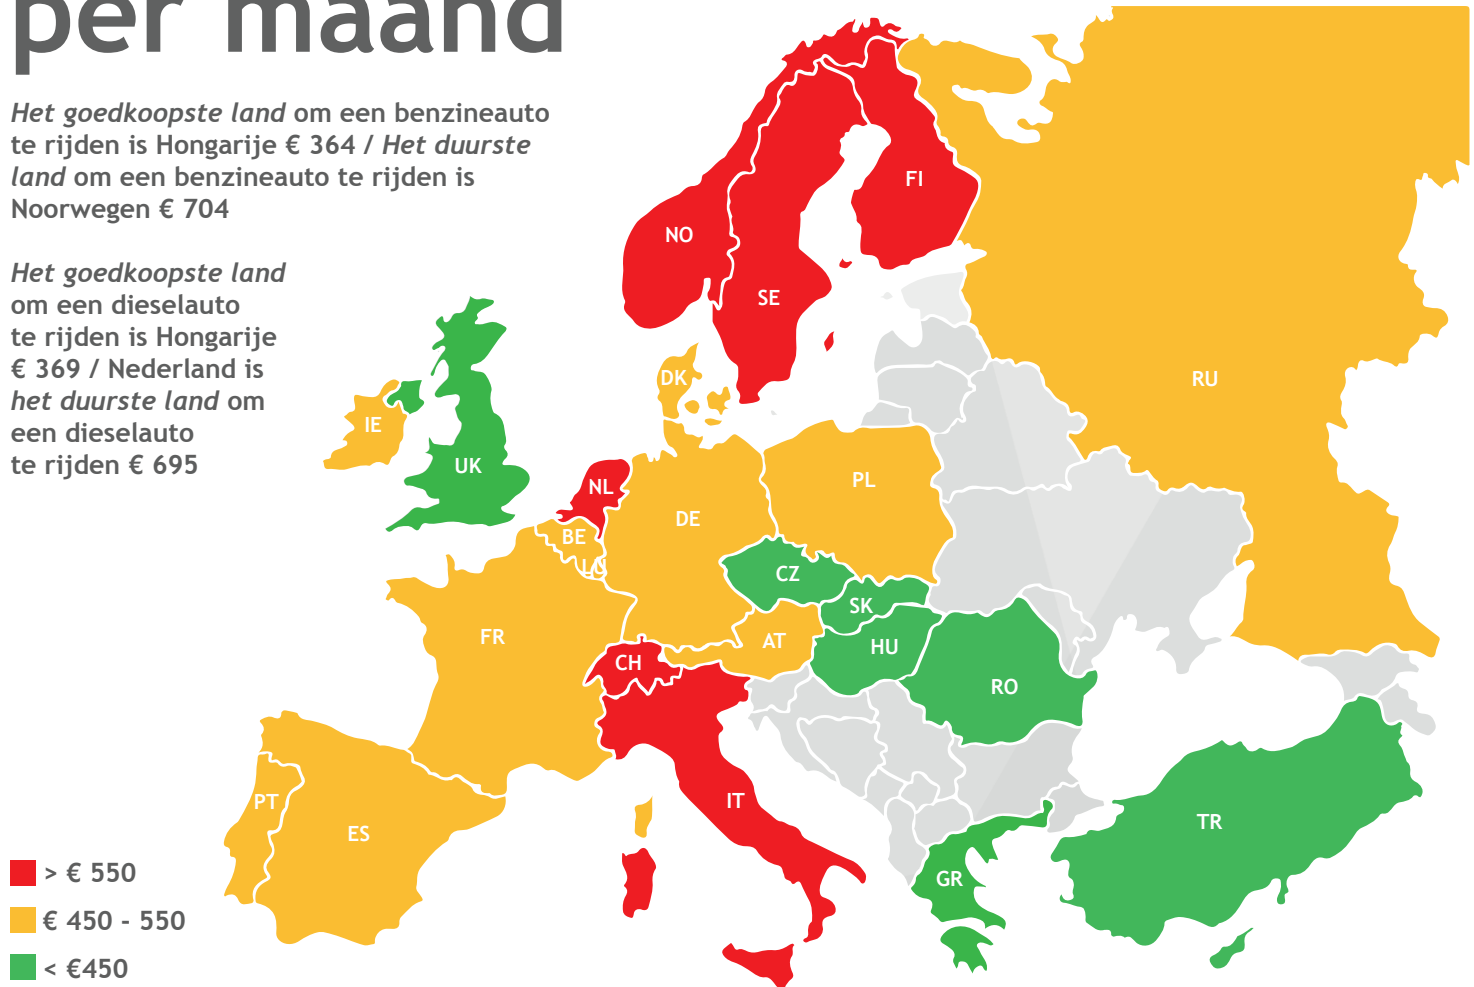 per maand
Het goedkoopste land om een benzineauto
te rijden is Hongarije € 364 / Het duurste
land om een benzineauto te rijden is
Noorwegen € 704
Het goedkoopste land
om een dieselauto
te rijden is Hongarije
€ 369 / Nederland is
het duurste land om
een dieselauto
te rijden € 695
NO
FI
SE
DK
RU
IE
UK
NL
PL
DE
BE
LU
CZ
SK
FR
AT
HU
CH
RO
PT
ES
IT
TR
GR
> € 550
€ 450 - 550
< €450